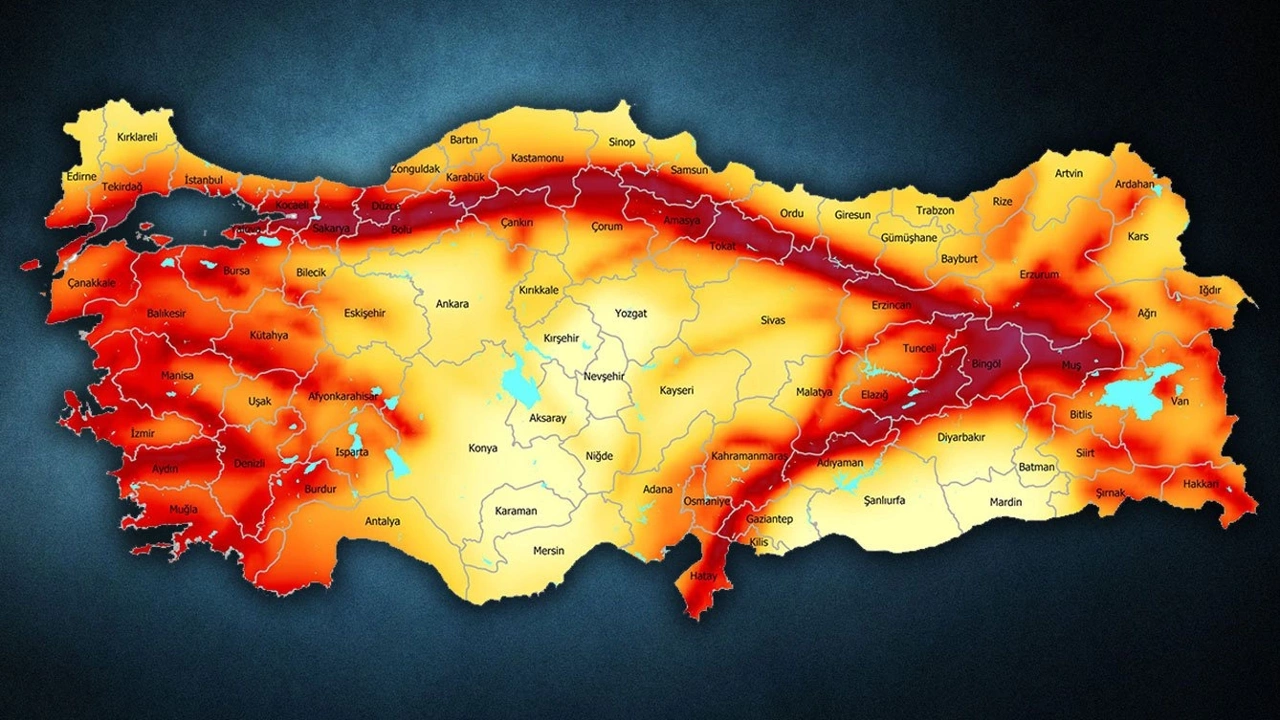 Kırklareli
Edirne
Tekirdağ
İstanbul
Kocaeli
Yalova
Sakarya
Düzce
Bolu
Zonguldak
Bartın
Karabük
Kastamonu
Sinop
Samsun
Çankırı
Çorum
Amasya
Tokat
Ordu
Giresun
Trabzon
Gümüşhane
Bayburt
Rize
Artvin
Ardahan
Kars
Iğdır
Ağrı
Erzurum
Erzincan
Çanakkale
Bursa
Bilecik
Balıkesir
Kütahya
Eskişehir
Ankara
Kırıkkale
Kırşehir
Yozgat
Sivas
Tunceli
Bingöl
Muş
Van
Bitlis
Manisa
Uşak
Afyonkarahisar
Aksaray
Nevşehir
Kayseri
Malatya
Elazığ
İzmir
Aydın
Denizli
Isparta
Burdur
Konya
Niğde
Kahramanmaraş
Adıyaman
Diyarbakır
Batman
Siirt
Şırnak
Hakkari
Muğla
Antalya
Karaman
Mersin
Adana
Osmaniye
Gaziantep
Kilis
Şanlıurfa
Mardin
Hatay